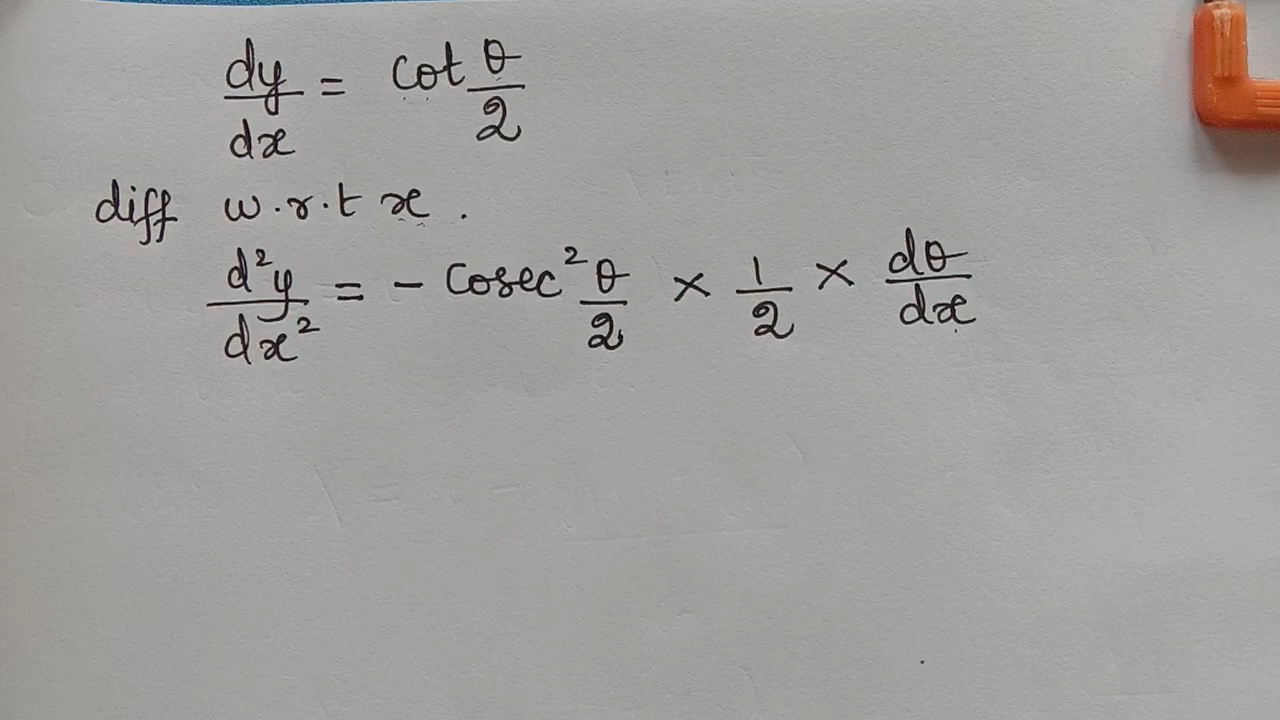 dy/dx = cot θ/2
diff w.r.t x.
d²y/dx² = - cosec² θ/2 × 1/2 × dθ/dx